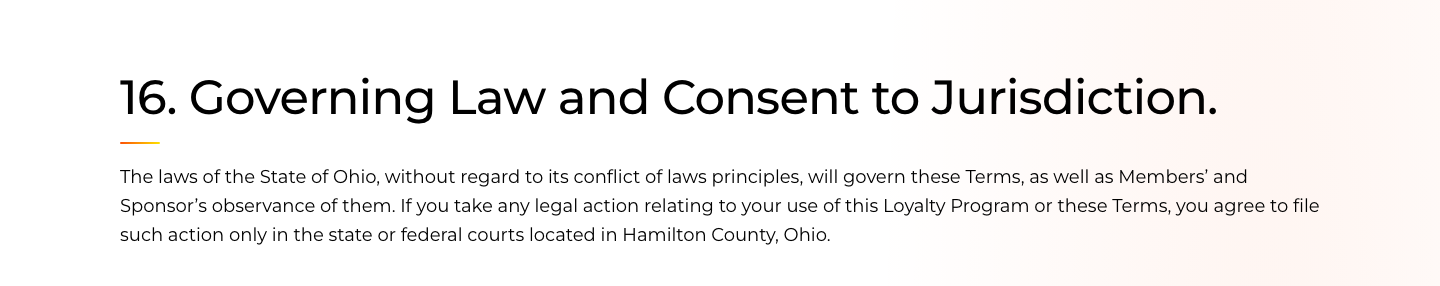 16. Governing Law and Consent to Jurisdiction.
The laws of the State of Ohio, without regard to its conflict of laws principles, will govern these Terms, as well as Members’ and
Sponsor’s observance of them. If you take any legal action relating to your use of this Loyalty Program or these Terms, you agree to file
such action only in the state or federal courts located in Hamilton County, Ohio.